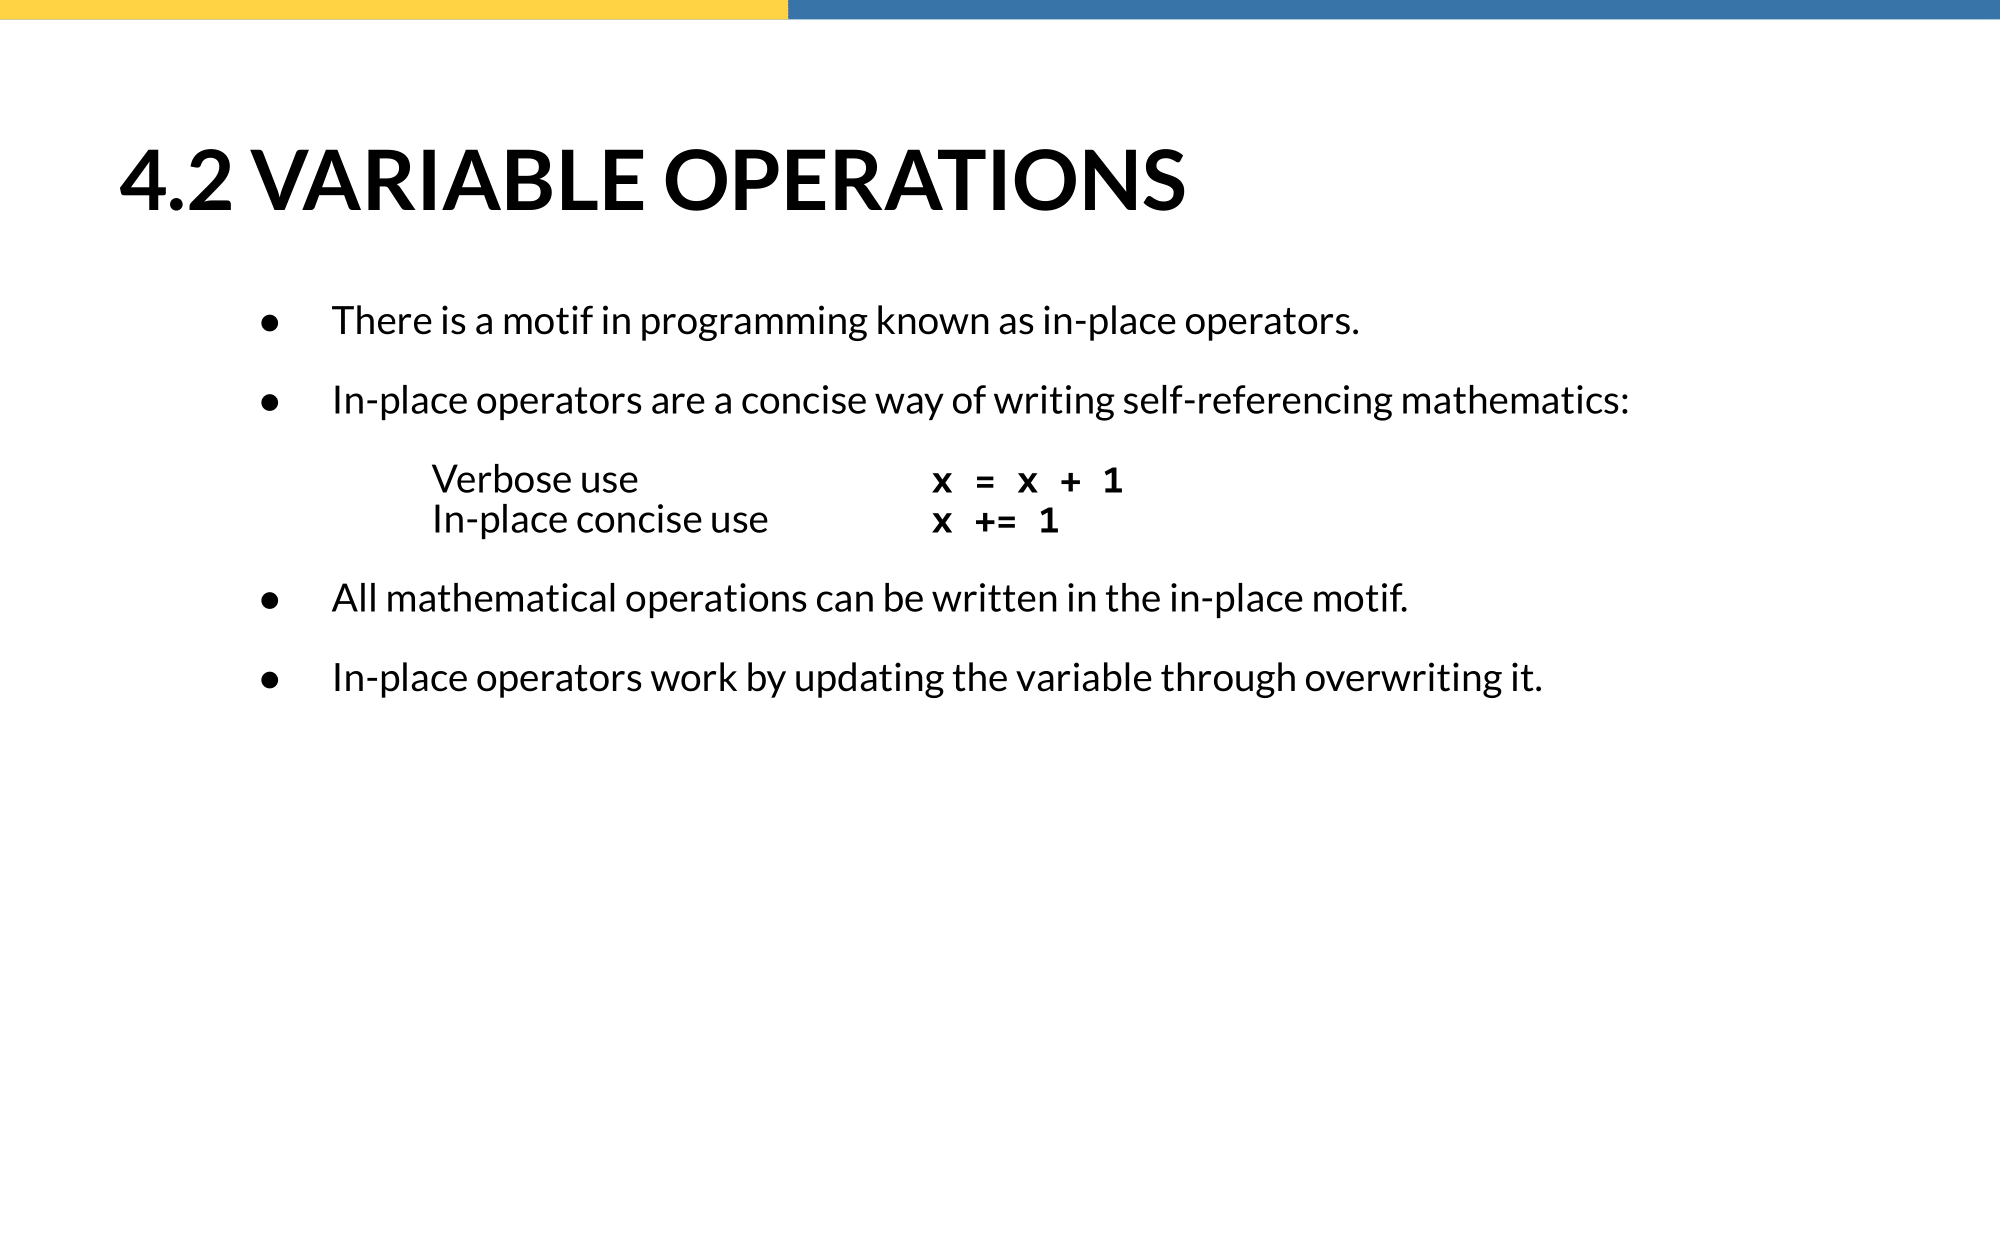 4.2 VARIABLE OPERATIONS
● There is a motif in programming known as in-place operators.
● In-place operators are a concise way of writing self-referencing mathematics:
Verbose use x = x + 1
In-place concise use x += 1
● All mathematical operations can be written in the in-place motif.
● In-place operators work by updating the variable through overwriting it.